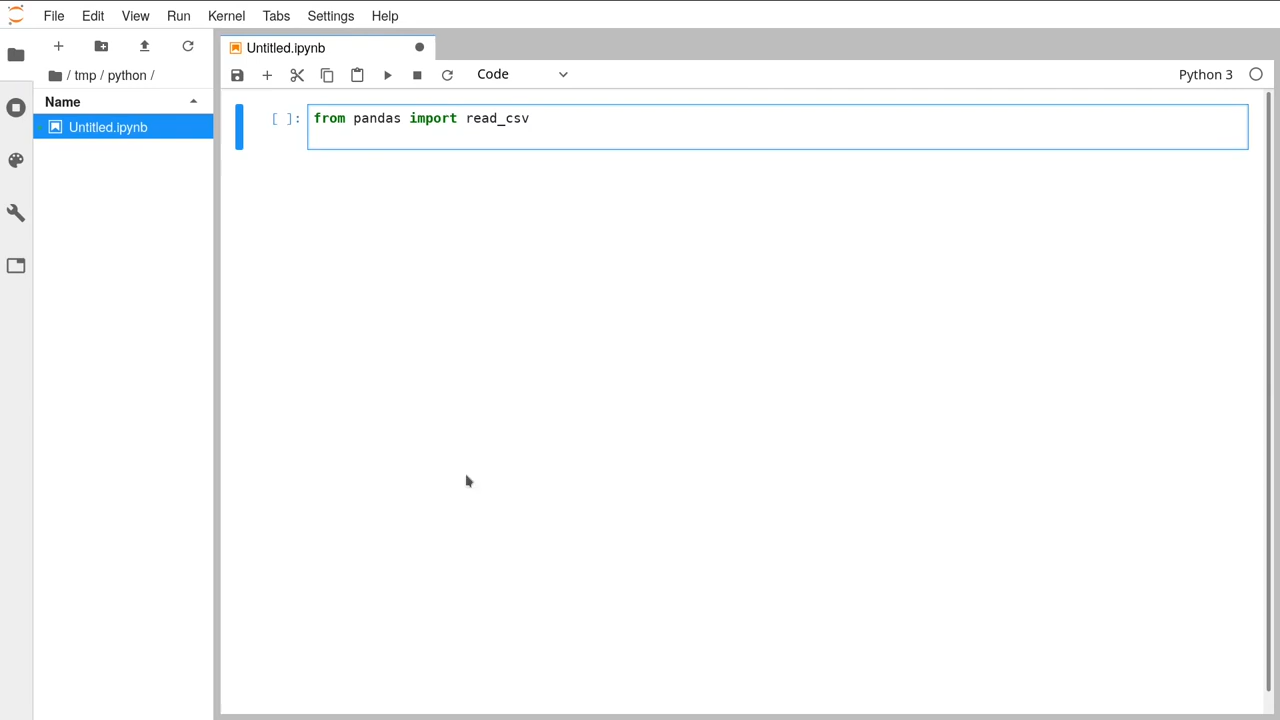 File Edit View Run Kernel Tabs Settings Help
Untitled.ipynb
/ tmp / python /
Code
Python 3
Name
Untitled.ipynb
[ ]: from pandas import read_csv